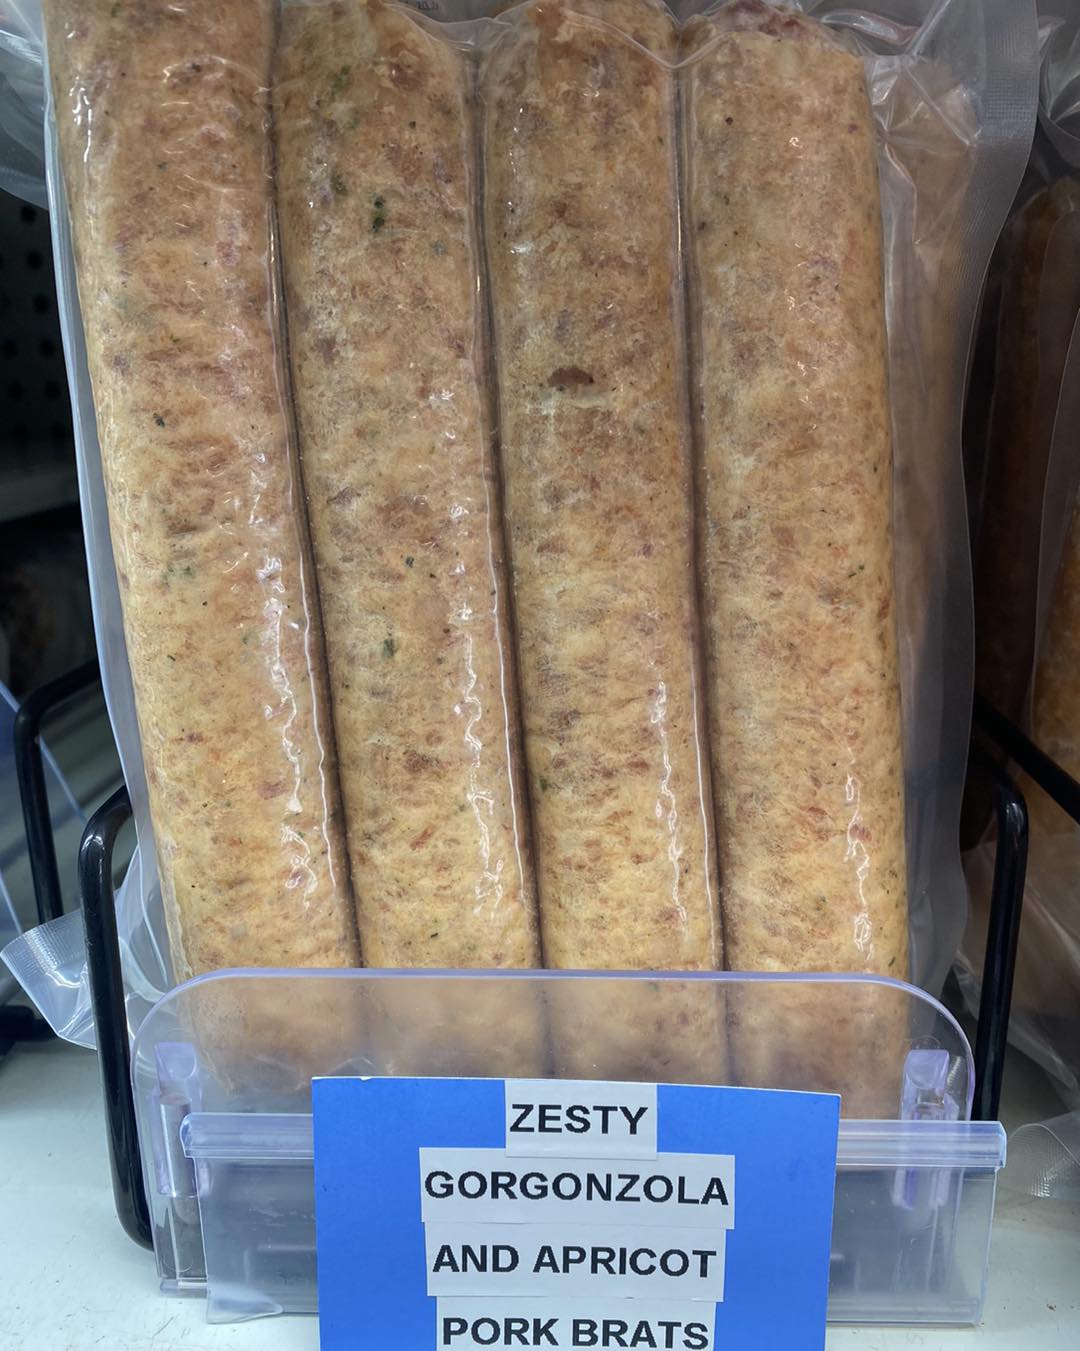 ZESTY
GORGONZOLA
AND APRICOT
PORK BRATS